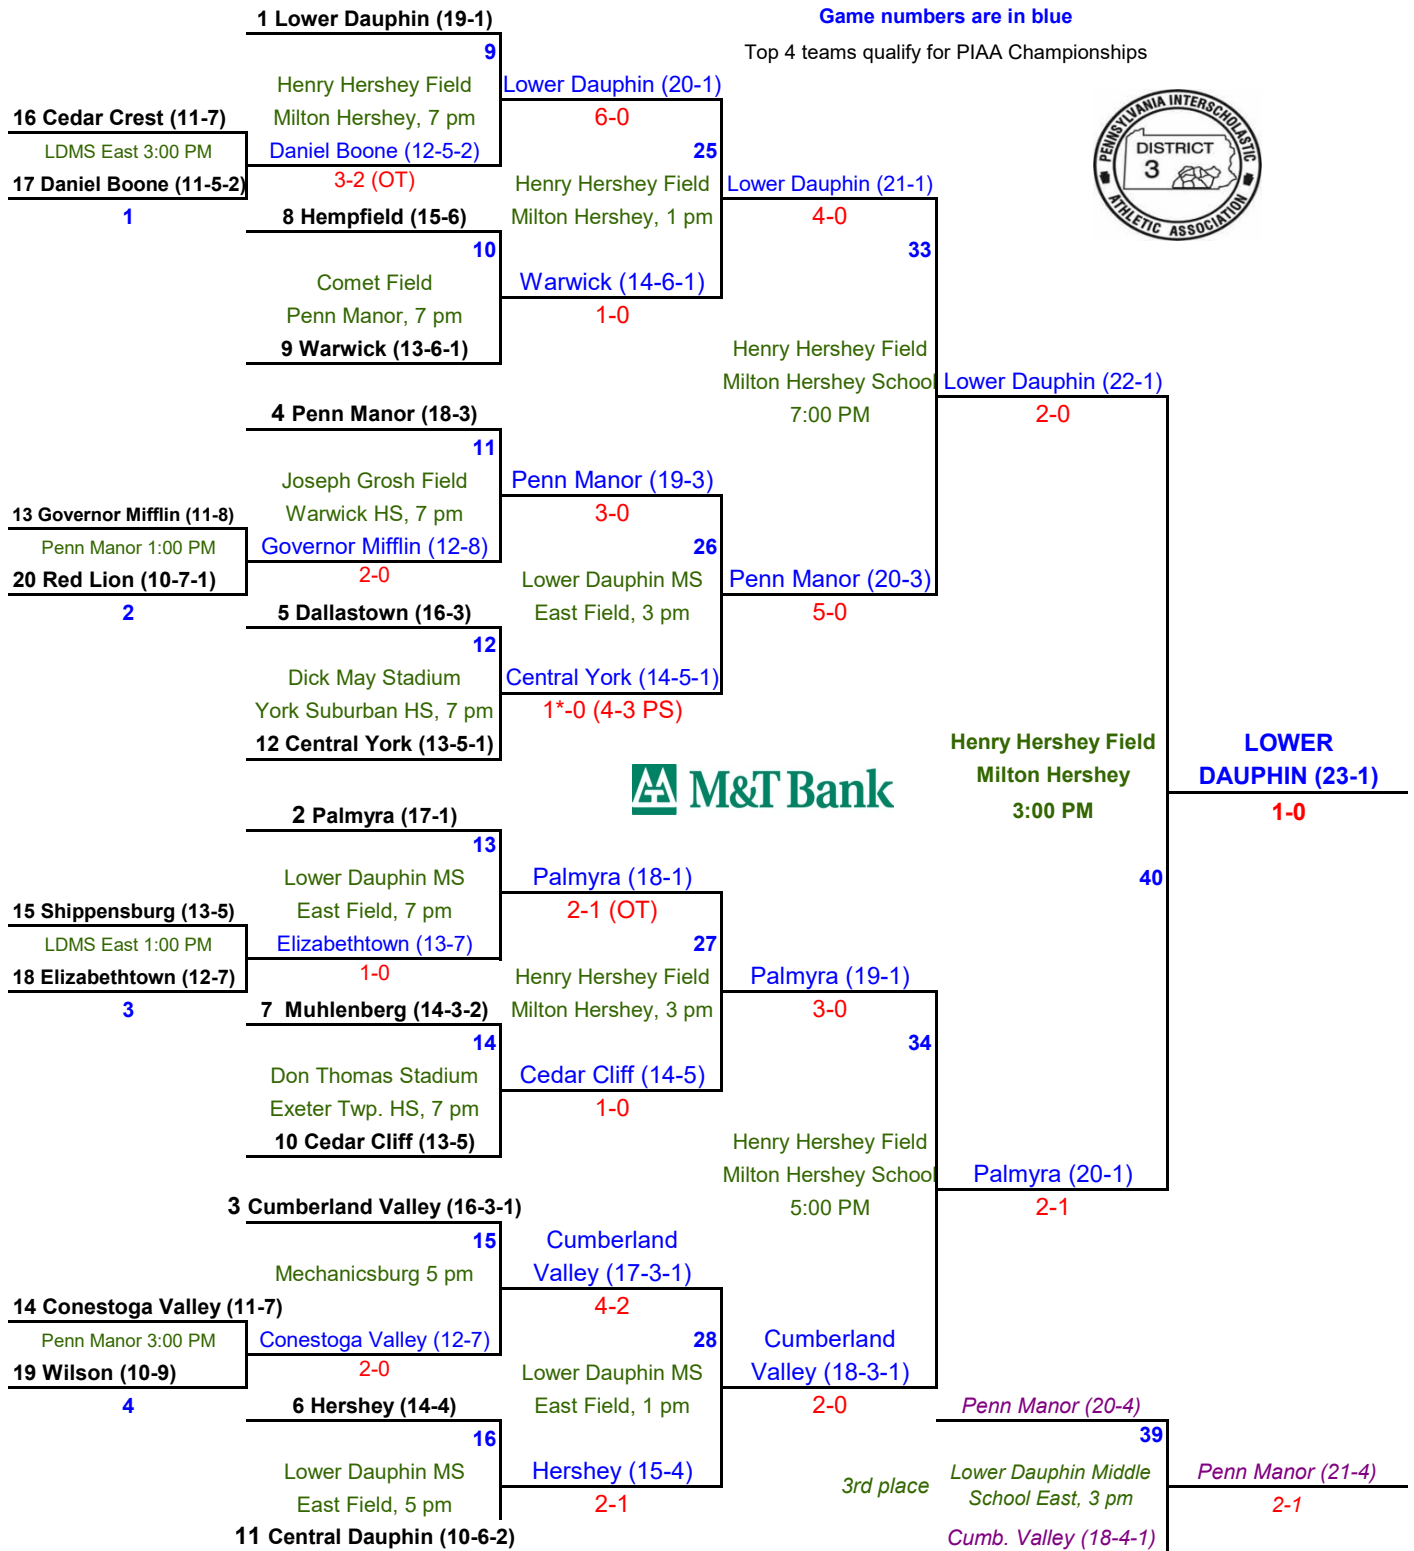 1 Lower Dauphin (19-1)
Game numbers are in blue
9
Top 4 teams qualify for PIAA Championships
Henry Hershey Field
Lower Dauphin (20-1)
16 Cedar Crest (11-7)
Milton Hershey, 7 pm
6-0
LDMS East 3:00 PM
Daniel Boone (12-5-2)
25
17 Daniel Boone (11-5-2)
3-2 (OT)
Henry Hershey Field
Lower Dauphin (21-1)
1
8 Hempfield (15-6)
Milton Hershey, 1 pm
4-0
10
33
Comet Field
Warwick (14-6-1)
Penn Manor, 7 pm
1-0
9 Warwick (13-6-1)
Henry Hershey Field
Milton Hershey School
Lower Dauphin (22-1)
4 Penn Manor (18-3)
7:00 PM
2-0
11
Joseph Grosh Field
Penn Manor (19-3)
13 Governor Mifflin (11-8)
Warwick HS, 7 pm
3-0
Penn Manor 1:00 PM
Governor Mifflin (12-8)
26
20 Red Lion (10-7-1)
2-0
Lower Dauphin MS
Penn Manor (20-3)
2
5 Dallastown (16-3)
East Field, 3 pm
5-0
12
Dick May Stadium
Central York (14-5-1)
York Suburban HS, 7 pm
1*-0 (4-3 PS)
12 Central York (13-5-1)
Henry Hershey Field
LOWER
Milton Hershey
DAUPHIN (23-1)
M&T Bank
2 Palmyra (17-1)
3:00 PM
1-0
13
Lower Dauphin MS
Palmyra (18-1)
40
15 Shippensburg (13-5)
East Field, 7 pm
2-1 (OT)
LDMS East 1:00 PM
Elizabethtown (13-7)
27
18 Elizabethtown (12-7)
1-0
Henry Hershey Field
Palmyra (19-1)
3
7 Muhlenberg (14-3-2)
Milton Hershey, 3 pm
3-0
14
34
Don Thomas Stadium
Cedar Cliff (14-5)
Exeter Twp. HS, 7 pm
1-0
10 Cedar Cliff (13-5)
Henry Hershey Field
Milton Hershey School
Palmyra (20-1)
3 Cumberland Valley (16-3-1)
5:00 PM
2-1
15
Cumberland
Mechanicsburg 5 pm
Valley (17-3-1)
14 Conestoga Valley (11-7)
4-2
Penn Manor 3:00 PM
Conestoga Valley (12-7)
28
Cumberland
19 Wilson (10-9)
2-0
Lower Dauphin MS
Valley (18-3-1)
4
6 Hershey (14-4)
East Field, 1 pm
2-0
Penn Manor (20-4)
16
39
Lower Dauphin MS
Hershey (15-4)
3rd place
Lower Dauphin Middle
Penn Manor (21-4)
East Field, 5 pm
2-1
School East, 3 pm
2-1
11 Central Dauphin (10-6-2)
Cumb. Valley (18-4-1)
PENNSYLVANIA INTERSCHOLASTIC
DISTRICT
3
ATHLETIC ASSOCIATION